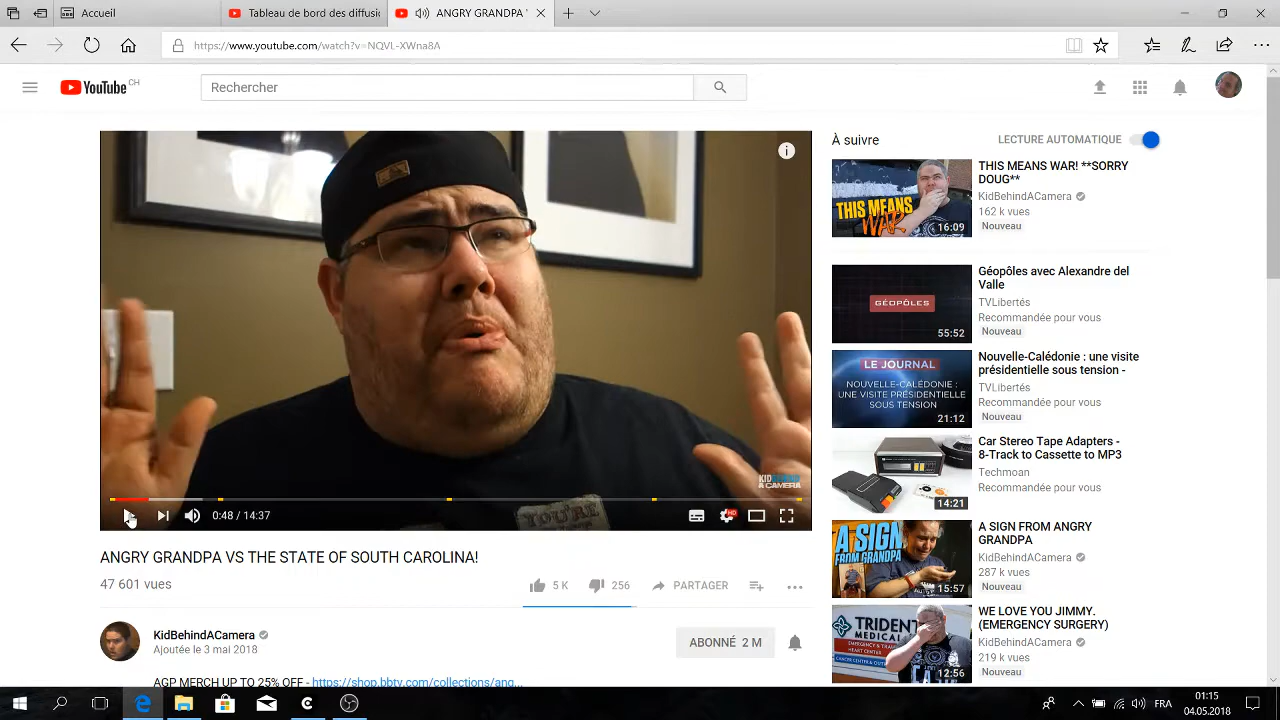 Accueil
Tableau de bords des diffusi
ANGRY GRANDPA
https://www.youtube.com/watch?v=NQVL-XWna8A
YouTube CH
Rechercher
À suivre
LECTURE AUTOMATIQUE
THIS MEANS WAR
16:09
THIS MEANS WAR! **SORRY
DOUG**
KidBehindACamera
162 k vues
Nouveau
GÉOPÔLES
55:52
Géopôles avec Alexandre del
Valle
TVLibertés
Recommandée pour vous
Nouveau
LE JOURNAL
NOUVELLE-CALÉDONIE :
UNE VISITE PRÉSIDENTIELLE
SOUS TENSION
21:12
Nouvelle-Calédonie : une visite
présidentielle sous tension -
TVLibertés
Recommandée pour vous
Nouveau
14:21
Car Stereo Tape Adapters -
8-Track to Cassette to MP3
Techmoan
Recommandée pour vous
A SIGN
15:57
A SIGN FROM ANGRY
GRANDPA
KidBehindACamera
287 k vues
Nouveau
TRIDENT
MEDICAL
12:56
WE LOVE YOU JIMMY.
(EMERGENCY SURGERY)
KidBehindACamera
219 k vues
Nouveau
YOU'RE
KIDBEHIND
A CAMERA
0:48 / 14:37
HD
ANGRY GRANDPA VS THE STATE OF SOUTH CAROLINA!
47 601 vues
5 K
256
PARTAGER
KidBehindACamera
Ajoutée le 3 mai 2018
ABONNÉ 2 M
AGP MERCH UP TO 25%
https://shop.bbtv.com/collections/ang...
FRA
01:15
04.05.2018